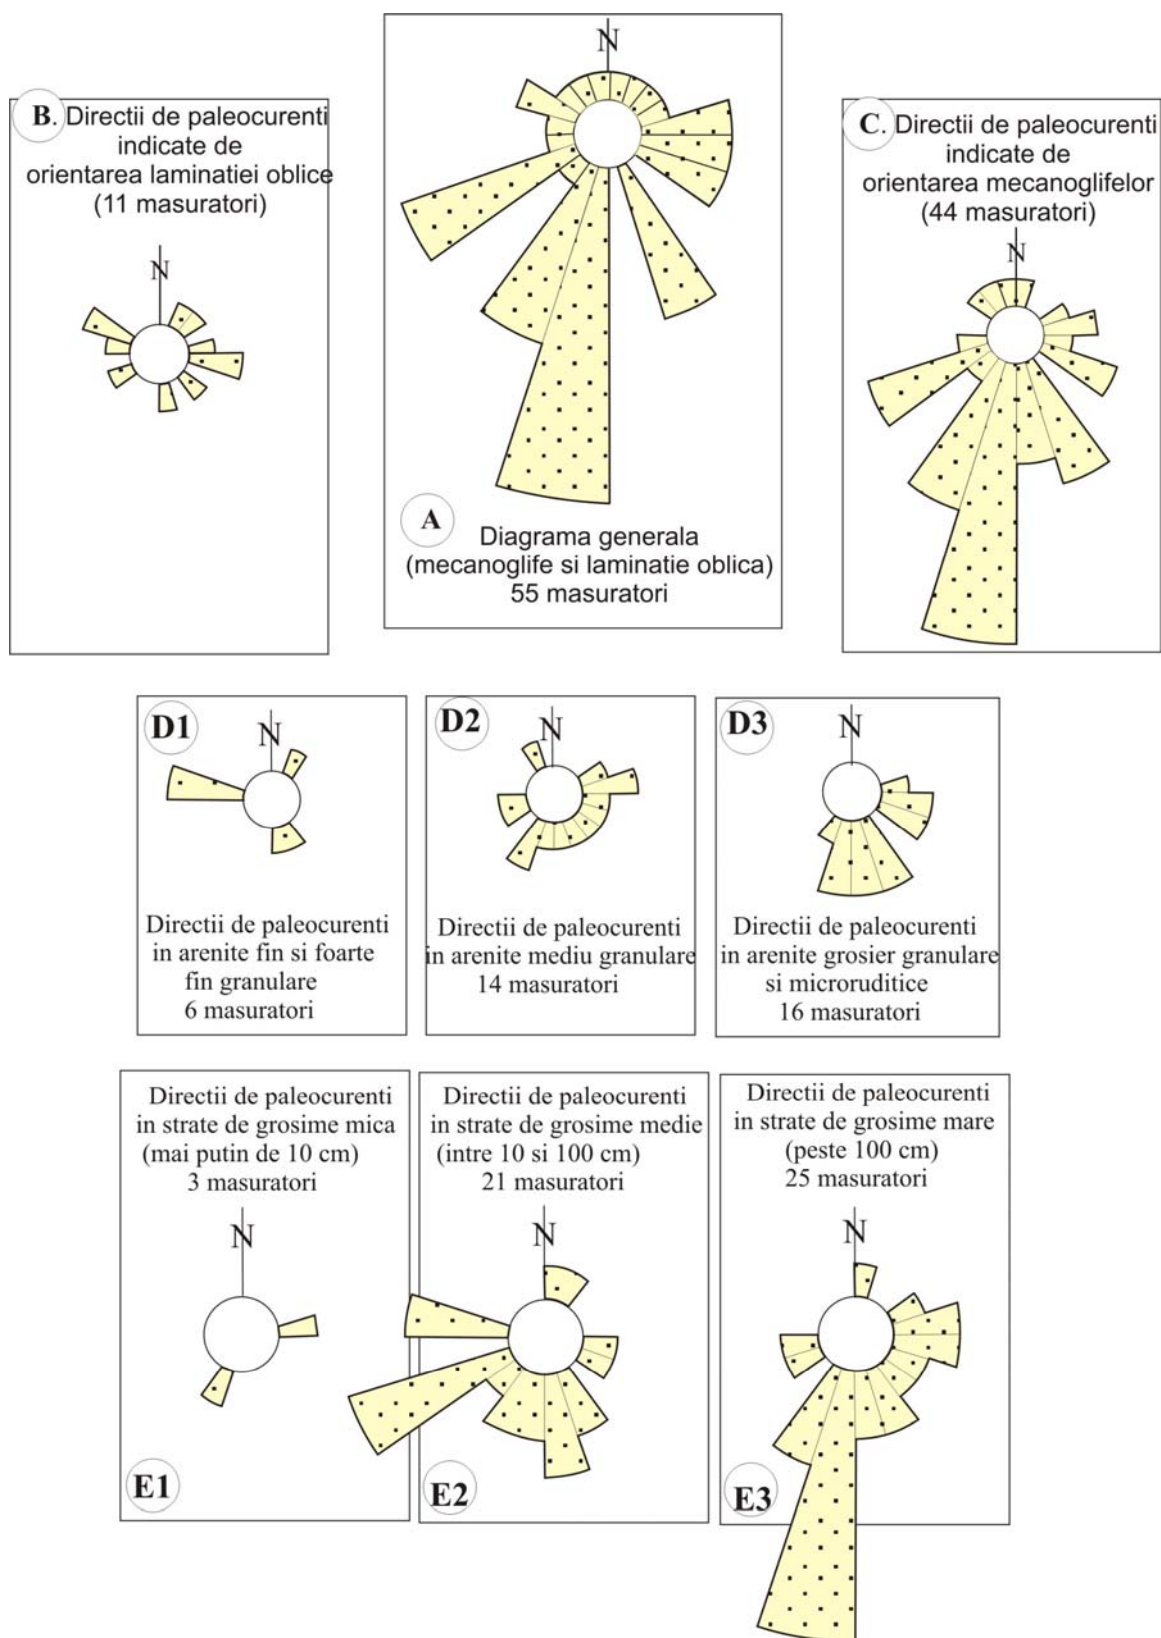 N
B. Directii de paleocurenti
indicate de
orientarea laminatiei oblice
(11 masuratori)
N
A
Diagrama generala
(mecanoglife si laminatie oblica)
55 masuratori
C. Directii de paleocurenti
indicate de
orientarea mecanoglifelor
(44 masuratori)
N
D1
N
Directii de paleocurenti
in arenite fin si foarte
fin granulare
6 masuratori
D2
N
Directii de paleocurenti
in arenite mediu granulare
14 masuratori
D3
N
Directii de paleocurenti
in arenite grosier granulare
si microruditice
16 masuratori
Directii de paleocurenti
in strate de grosime mica
(mai putin de 10 cm)
3 masuratori
N
E1
Directii de paleocurenti
in strate de grosime medie
(intre 10 si 100 cm)
21 masuratori
N
E2
Directii de paleocurenti
in strate de grosime mare
(peste 100 cm)
25 masuratori
N
E3